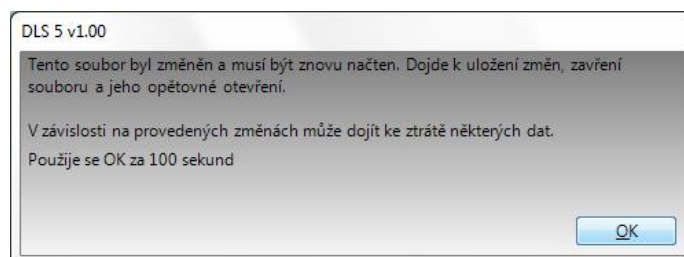 DLS 5 v1.00
Tento soubor byl změněn a musí být znovu načten. Dojde k uložení změn, zavření
souboru a jeho opětovné otevření.
V závislosti na provedených změnách může dojít ke ztrátě některých dat.
Použije se OK za 100 sekund
OK